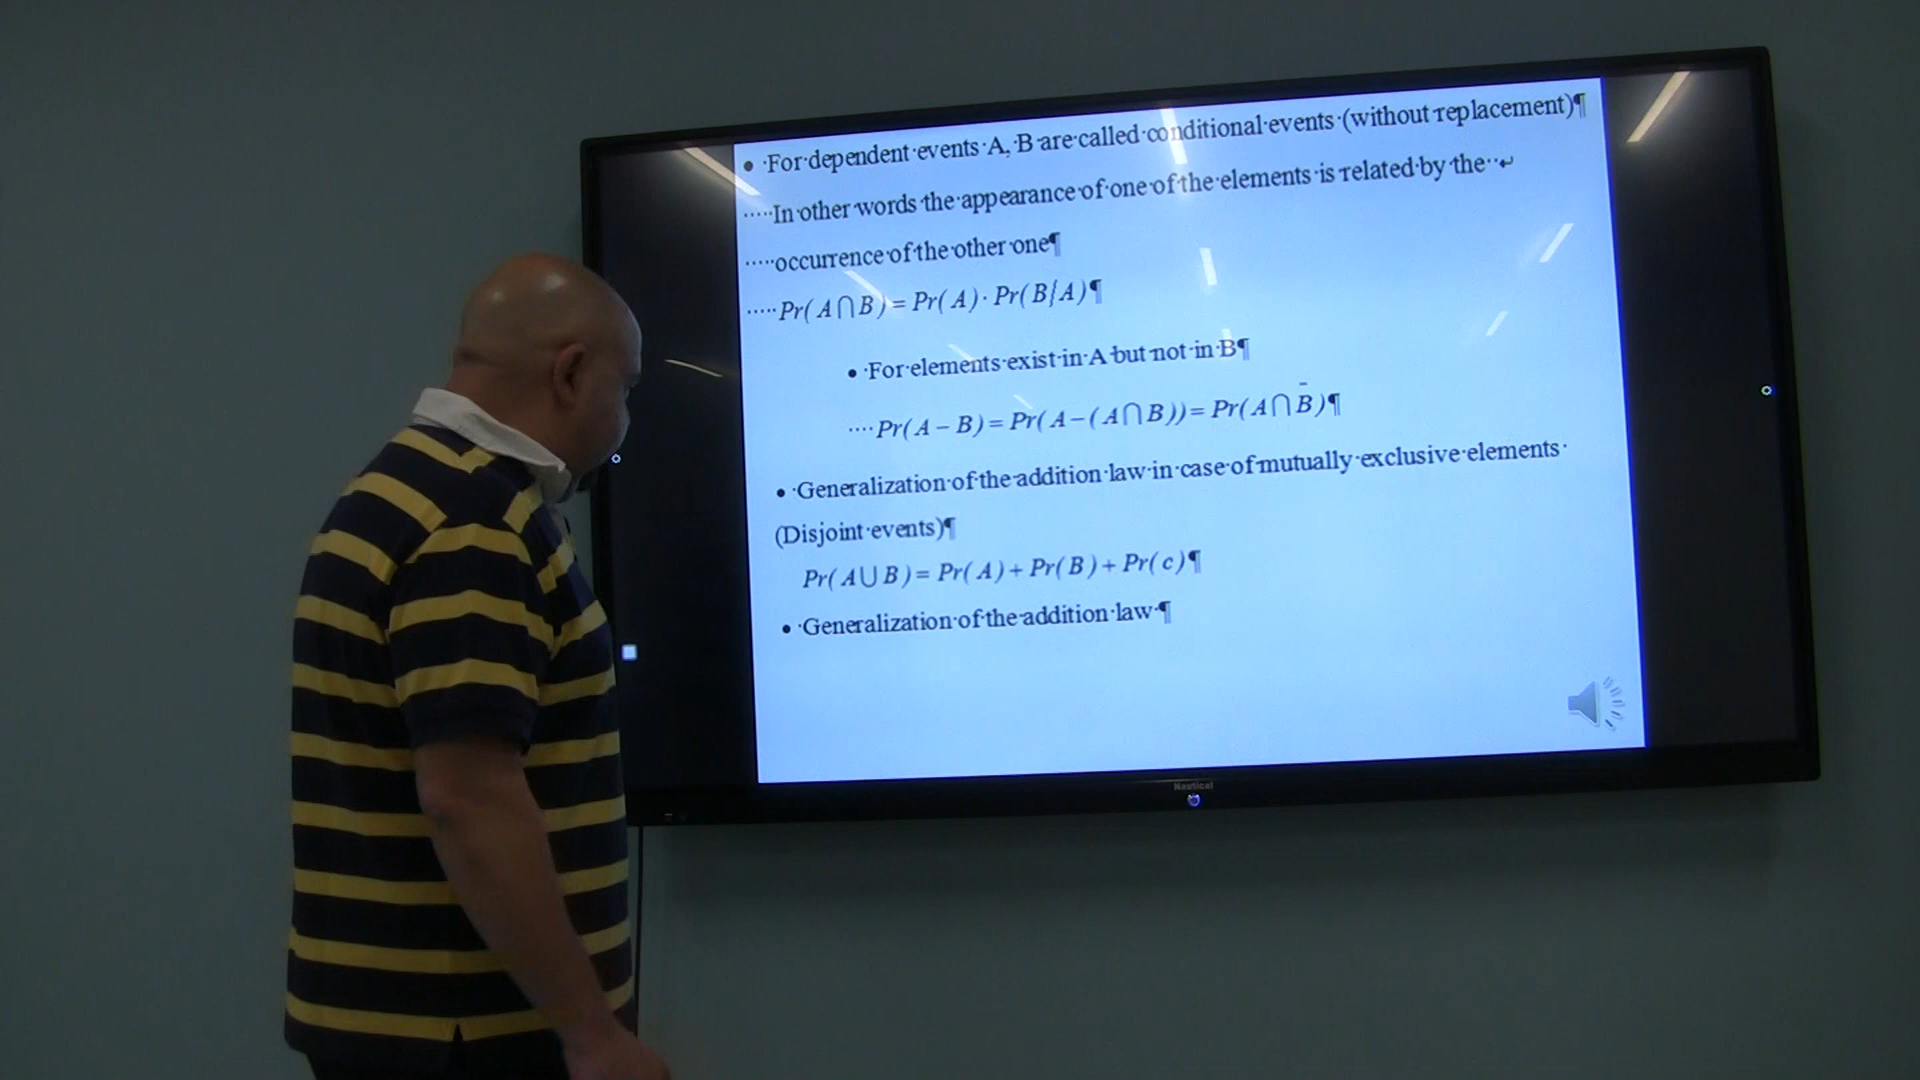 • For dependent events A, B are called conditional events (without replacement)¶
In other words the appearance of one of the elements is related by the ↵
occurrence of the other one¶
Pr(A⋂B) = Pr(A)· Pr(B/A)¶
• For elements exist in A but not in B¶
Pr(A − B) = Pr(A − (A⋂B)) = Pr(A⋂B̄)¶
• Generalization of the addition law in case of mutually exclusive elements
(Disjoint events)¶
Pr(A⋃B) = Pr(A) + Pr(B) + Pr(c)¶
• Generalization of the addition law ¶
Nautical